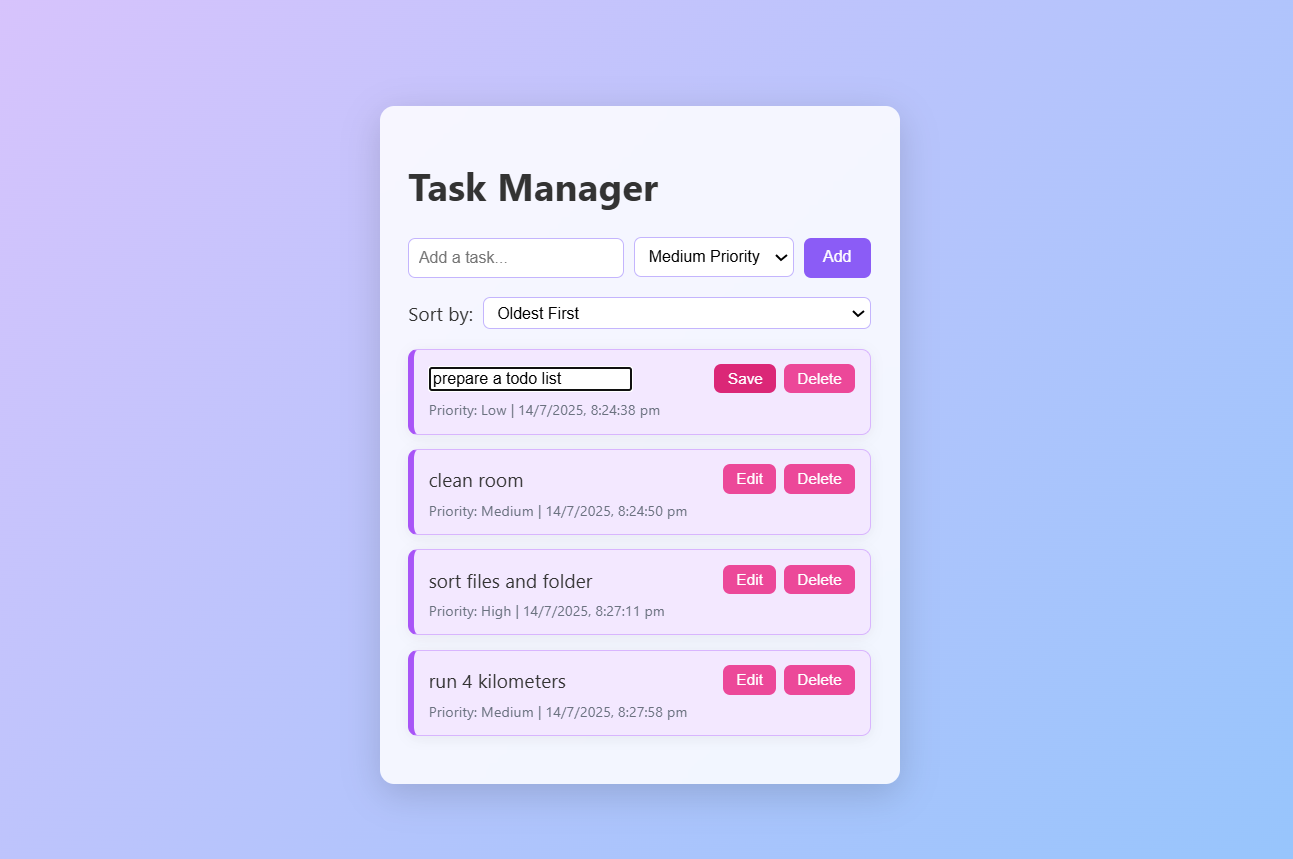 Task Manager
Add a task... Medium Priority Add
Sort by: Oldest First
prepare a todo list Save Delete
Priority: Low | 14/7/2025, 8:24:38 pm
clean room Edit Delete
Priority: Medium | 14/7/2025, 8:24:50 pm
sort files and folder Edit Delete
Priority: High | 14/7/2025, 8:27:11 pm
run 4 kilometers Edit Delete
Priority: Medium | 14/7/2025, 8:27:58 pm